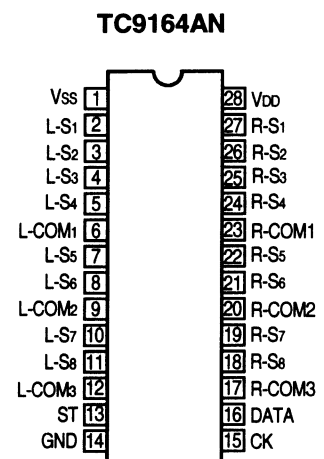 TC9164AN
Vss 1 28 VDD
L-S1 2 27 R-S1
L-S2 3 26 R-S2
L-S3 4 25 R-S3
L-S4 5 24 R-S4
L-COM1 6 23 R-COM1
L-S5 7 22 R-S5
L-S6 8 21 R-S6
L-COM2 9 20 R-COM2
L-S7 10 19 R-S7
L-S8 11 18 R-S8
L-COM3 12 17 R-COM3
ST 13 16 DATA
GND 14 15 CK